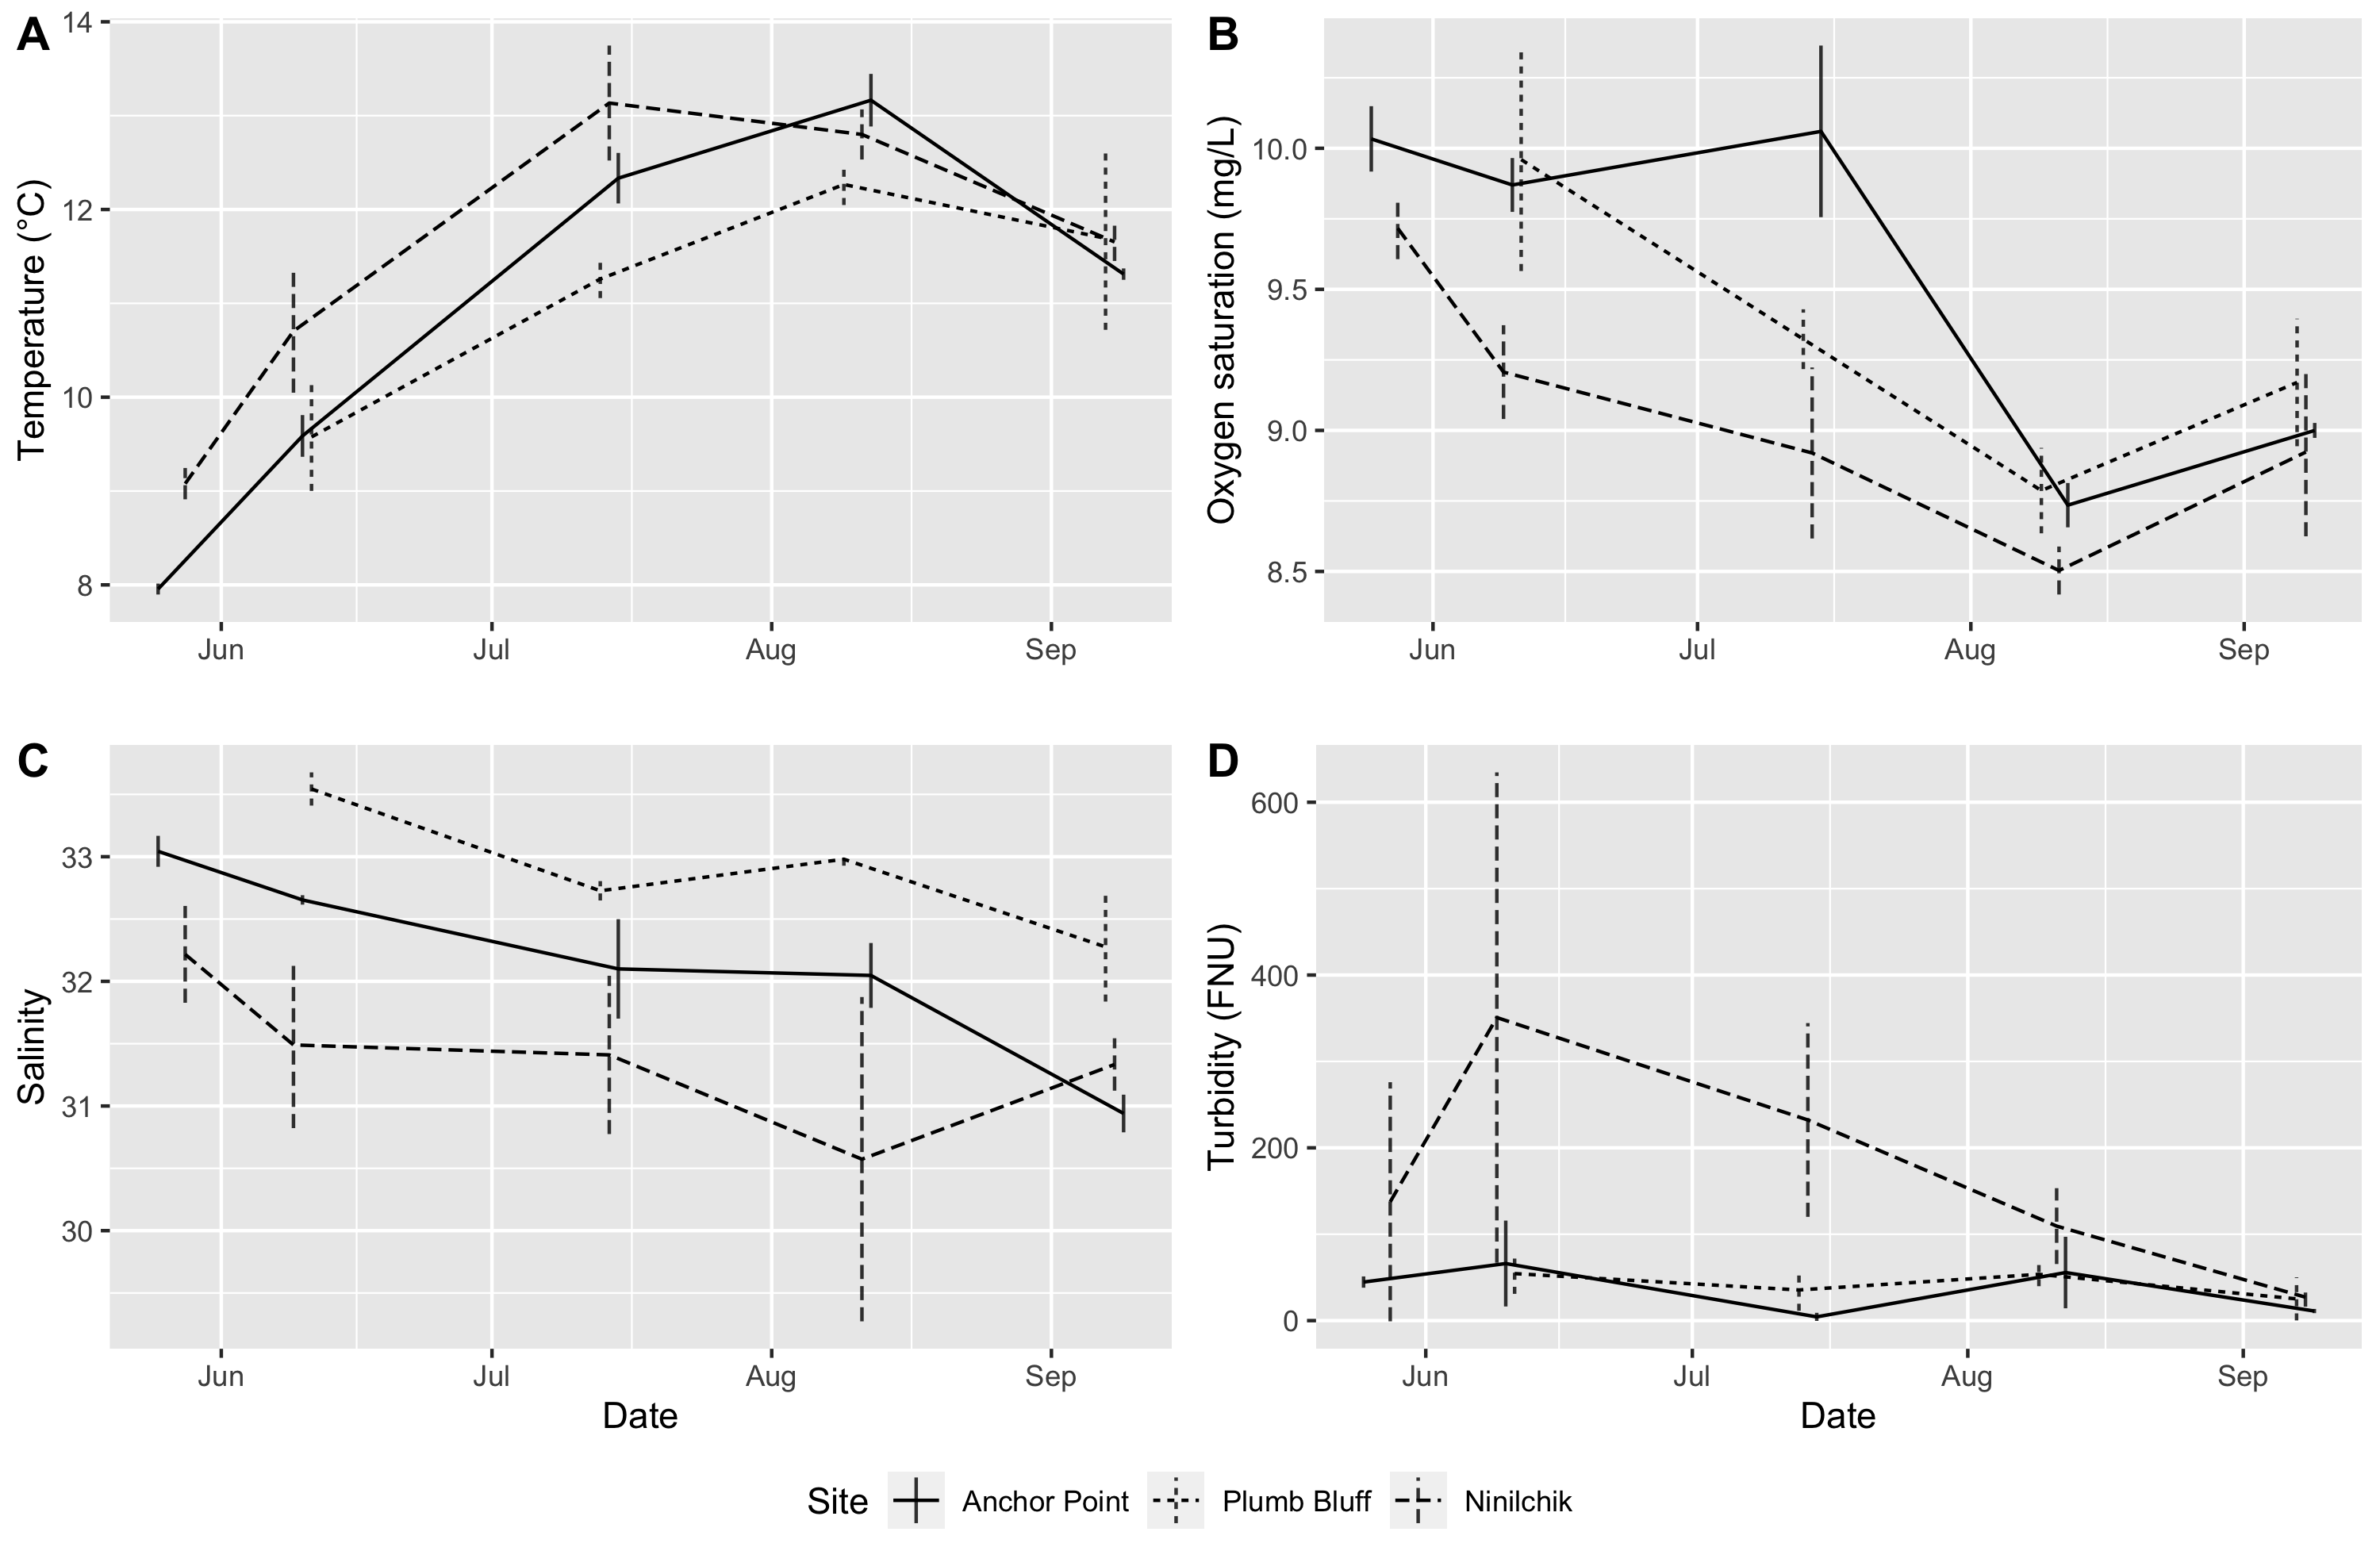 A
Temperature (°C)
14
12
10
8
Jun Jul Aug Sep
B
Oxygen saturation (mg/L)
10.0
9.5
9.0
8.5
Jun Jul Aug Sep
C
Salinity
33
32
31
30
Jun Jul Aug Sep
Date
D
Turbidity (FNU)
600
400
200
0
Jun Jul Aug Sep
Date
Site Anchor Point Plumb Bluff Ninilchik